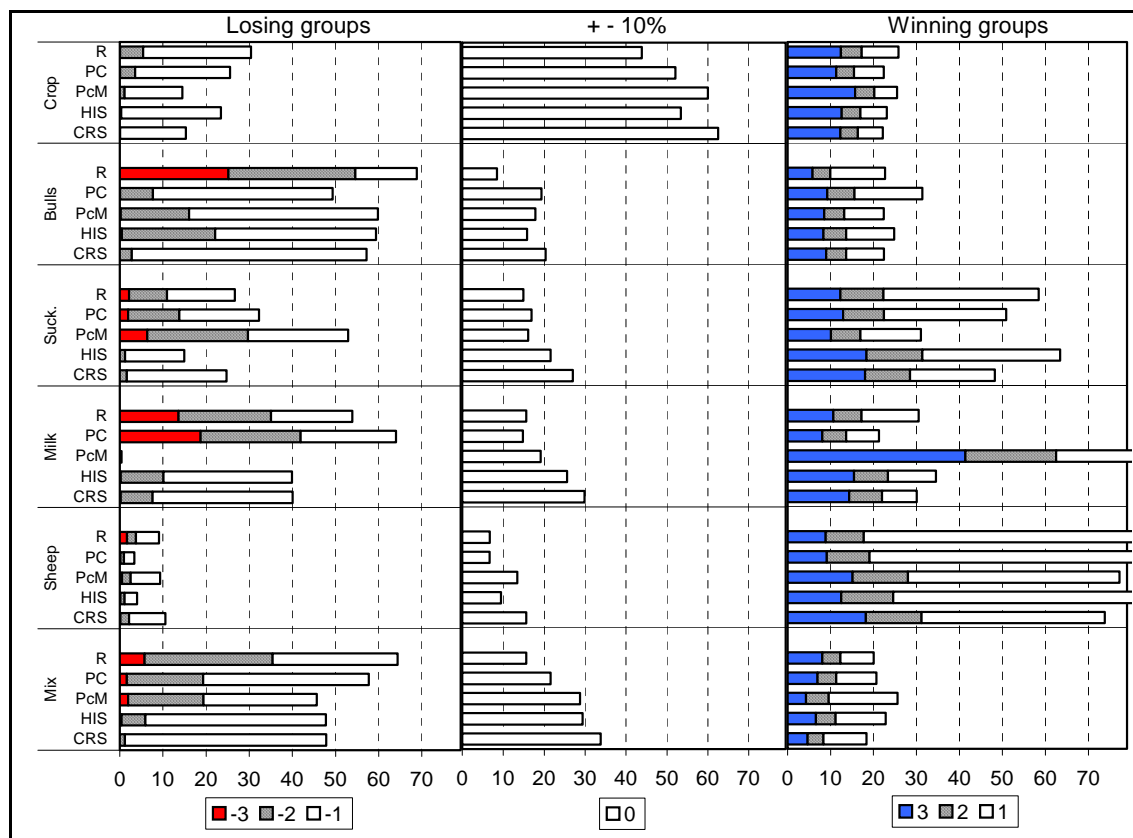 Losing groups + - 10% Winning groups
Crop
R
PC
PcM
HIS
CRS
Bulls
R
PC
PcM
HIS
CRS
Suck.
R
PC
PcM
HIS
CRS
Milk
R
PC
PcM
HIS
CRS
Sheep
R
PC
PcM
HIS
CRS
Mix
R
PC
PcM
HIS
CRS
0 10 20 30 40 50 60 70 0 10 20 30 40 50 60 70 0 10 20 30 40 50 60 70
-3 -2 -1 0 3 2 1